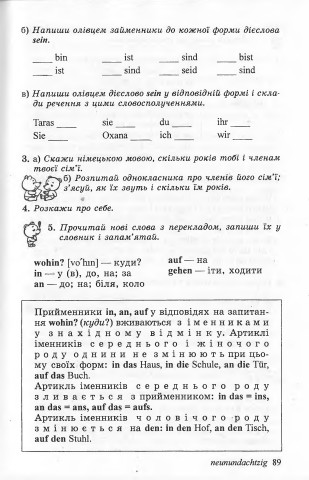 б) Напиши олівцем займенники до кожної форми дієслова
sein.
____ bin ____ ist ____ sind ____ bist
____ ist ____ sind ____ seid ____ sind
в) Напиши олівцем дієслово sein у відповідній формі і скла-
ди речення з цими словосполученнями.
Taras ____ sie ____ du ____ ihr ____
Sie ____ Oxana ____ ich ____ wir ____
3. а) Скажи німецькою мовою, скільки років тобі і членам
твоєї сім'ї.
б) Розпитай однокласника про членів його сім'ї;
з'ясуй, як їх звуть і скільки їм років.
4. Розкажи про себе.
5. Прочитай нові слова з перекладом, запиши їх у
словник і запам'ятай.
wohin? [vo'hın] — куди?
in — у (в), до, на; за
an — до; на; біля, коло
auf — на
gehen — іти, ходити
Прийменники in, an, auf у відповідях на запитан-
ня wohin? (куди?) вживаються з іменниками
у знахідному відмінку. Артиклі
іменників середнього і жіночого
роду однини не змінюють при цьо-
му своїх форм: in das Haus, in die Schule, an die Tür,
auf das Buch.
Артикль іменників середнього роду
зливається з прийменником: in das = ins,
an das = ans, auf das = aufs.
Артикль іменників чоловічого роду
змінюється на den: in den Hof, an den Tisch,
auf den Stuhl.
neunundachtzig 89